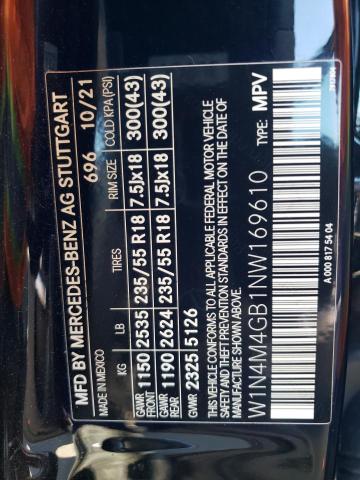 MFD BY MERCEDES-BENZ AG STUTTGART
MADE IN MEXICO 696 10/21
KG LB TIRES RIM SIZE COLD KPA (PSI)
GAWR FRONT 1150 2535 235/55 R18 7.5Jx18 300(43)
GAWR REAR 1190 2624 235/55 R18 7.5Jx18 300(43)
GVWR 2325 5126
THIS VEHICLE CONFORMS TO ALL APPLICABLE FEDERAL MOTOR VEHICLE
SAFETY AND THEFT PREVENTION STANDARDS IN EFFECT ON THE DATE OF
MANUFACTURE SHOWN ABOVE.
W1N4M4GB1NW169610 TYPE: MPV
A 000 817 54 04